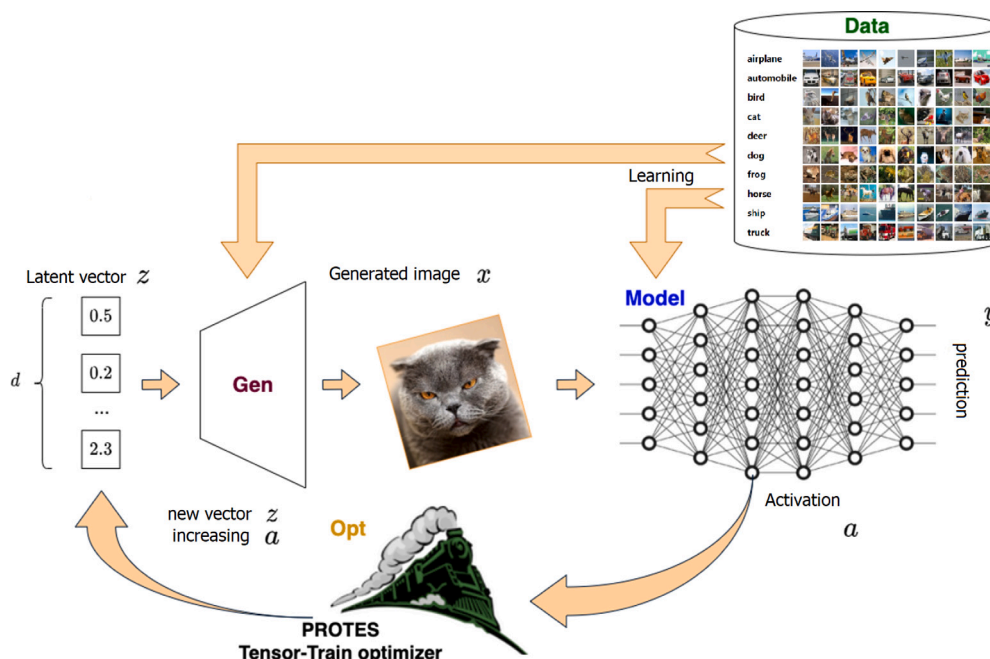 Data
airplane
automobile
bird
cat
deer
dog
frog
horse
ship
truck
Learning
Latent vector z
Generated image x
Model
y
prediction
d
0.5
0.2
...
2.3
Gen
Activation
a
new vector z
increasing a
Opt
PROTES
Tensor-Train optimizer